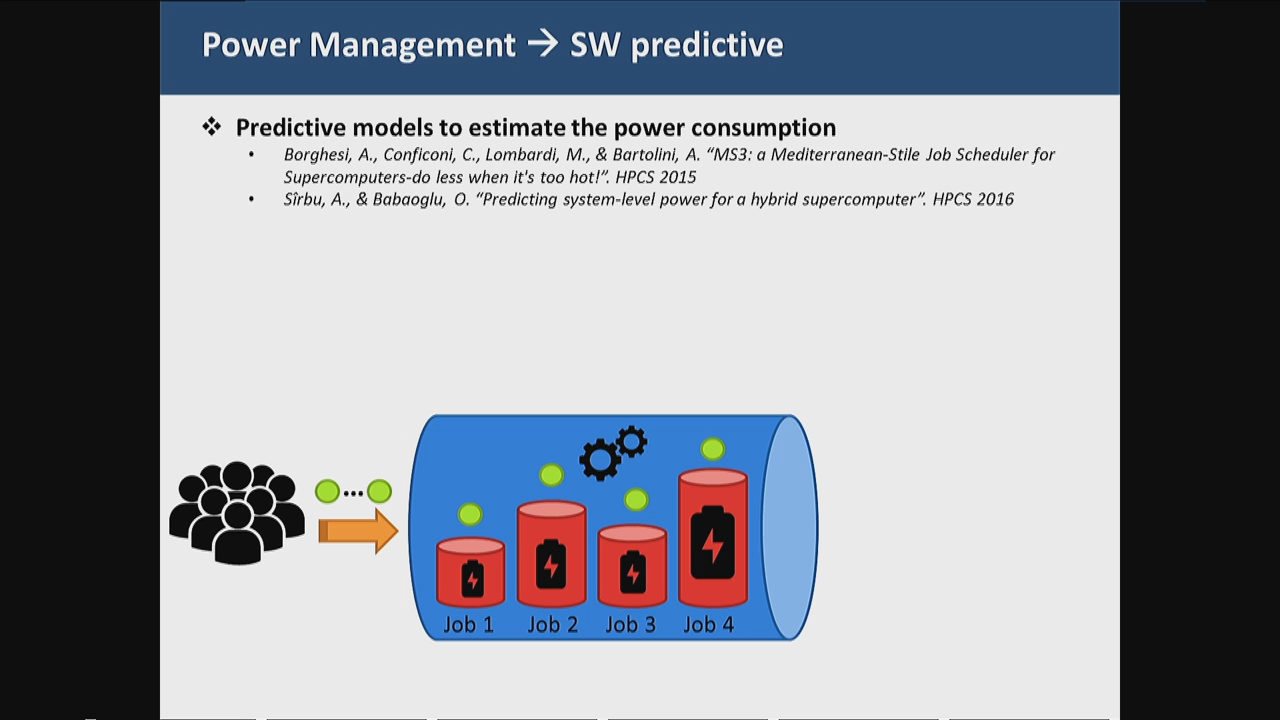 Power Management → SW predictive
❖ Predictive models to estimate the power consumption
• Borghesi, A., Conficoni, C., Lombardi, M., & Bartolini, A. “MS3: a Mediterranean-Stile Job Scheduler for
Supercomputers-do less when it's too hot!”. HPCS 2015
• Sîrbu, A., & Babaoglu, O. “Predicting system-level power for a hybrid supercomputer”. HPCS 2016
...
Job 1 Job 2 Job 3 Job 4